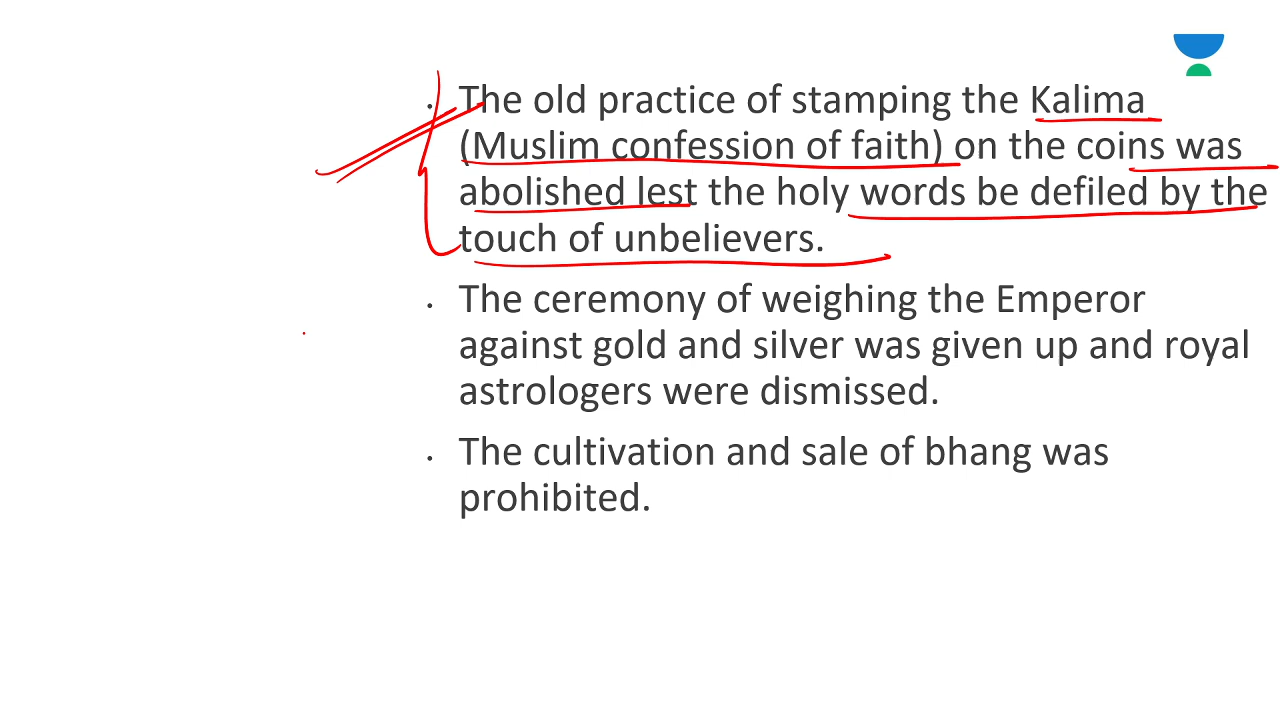 . The old practice of stamping the Kalima
(Muslim confession of faith) on the coins was
abolished lest the holy words be defiled by the
touch of unbelievers.
. The ceremony of weighing the Emperor
against gold and silver was given up and royal
astrologers were dismissed.
. The cultivation and sale of bhang was
prohibited.